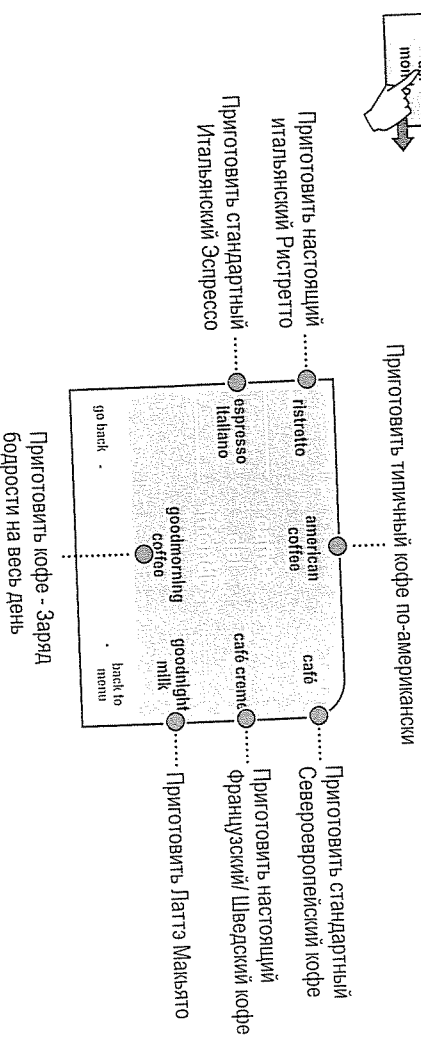 Приготовить типичный кофе по-американски
Приготовить настоящий
итальянский Ристретто
Приготовить стандартный
Итальянский Эспрессо
ristretto
american
coffee
café
espresso
Italiano
café creme
goodmorning
coffee
goodnight
milk
go back
back to
menu
Приготовить стандартный
Североевропейский кофе
Приготовить настоящий
французский/ Шведский кофе
Приготовить Латтэ Макьято
Приготовить кофе - Заряд
бодрости на весь день